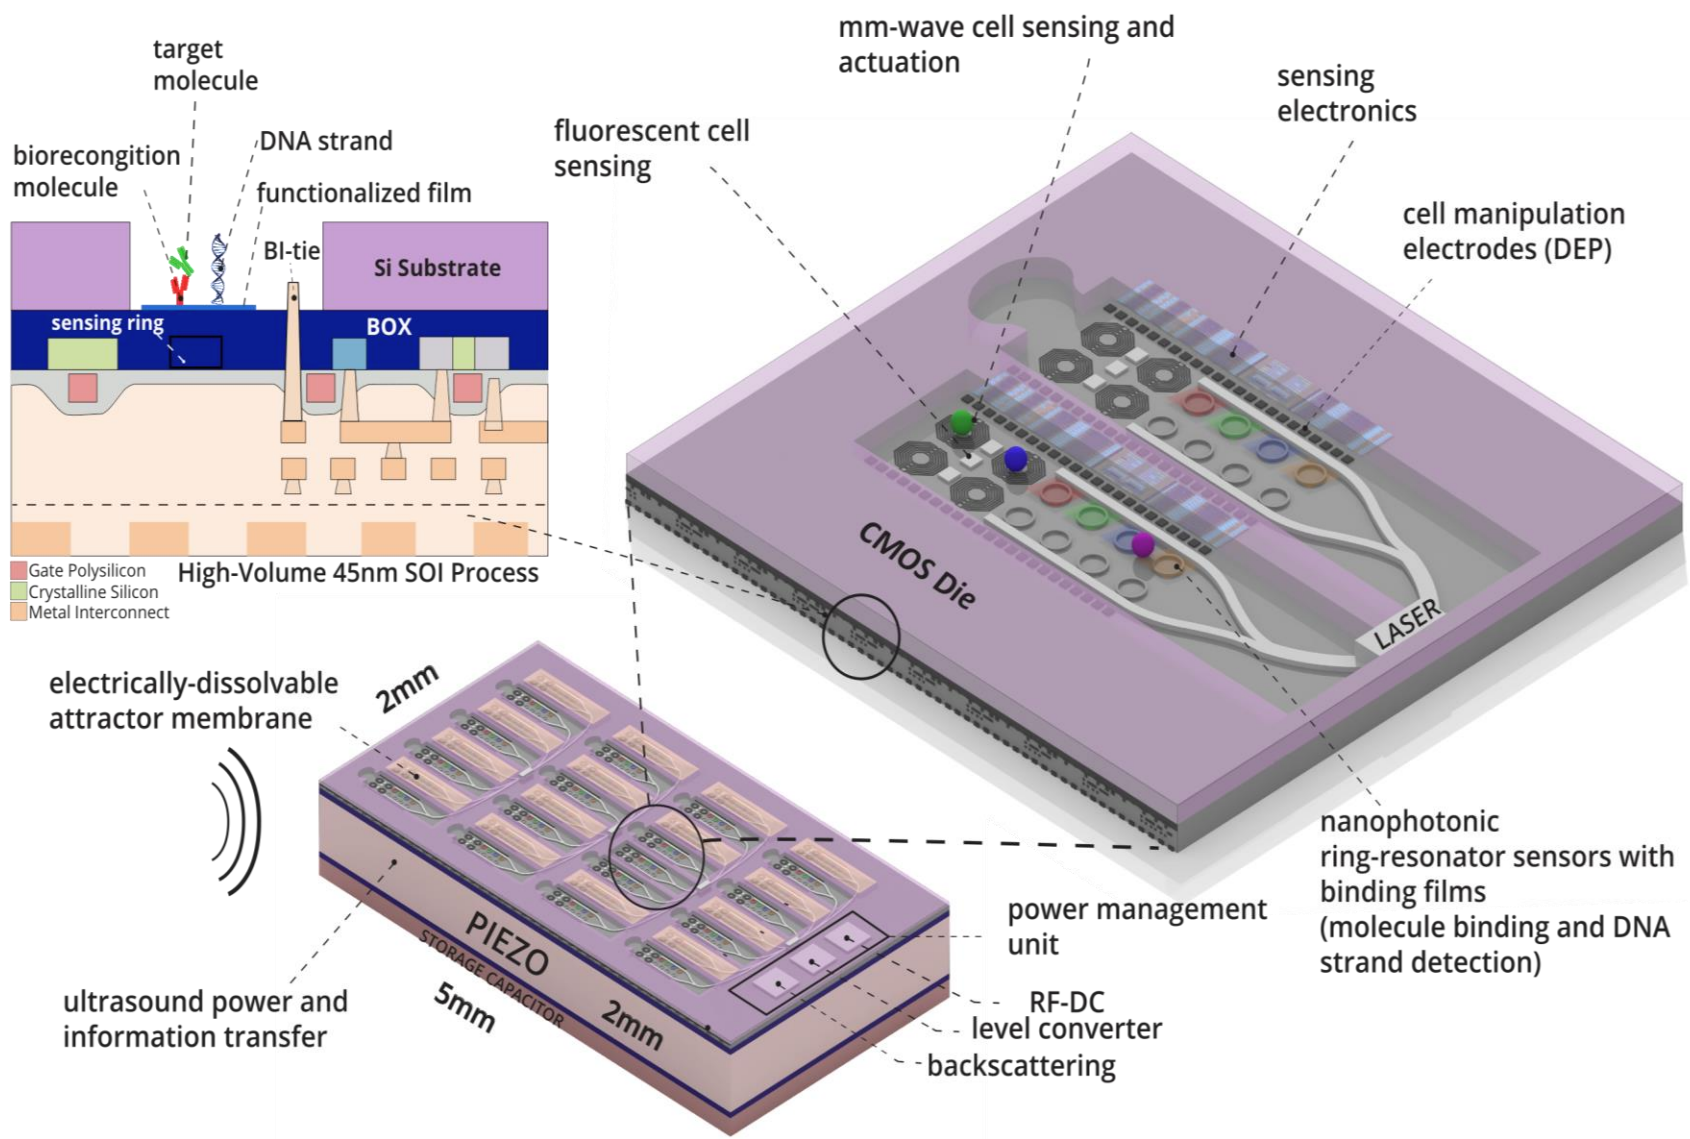 target
molecule
biorecongition
molecule
DNA strand
functionalized film
BI-tie
Si Substrate
sensing ring
BOX
Gate Polysilicon
Crystalline Silicon
Metal Interconnect
High-Volume 45nm SOI Process
mm-wave cell sensing and
actuation
fluorescent cell
sensing
sensing
electronics
cell manipulation
electrodes (DEP)
CMOS Die
LASER
nanophotonic
ring-resonator sensors with
binding films
(molecule binding and DNA
strand detection)
electrically-dissolvable
attractor membrane
2mm
PIEZO
STORAGE CAPACITOR
5mm
2mm
ultrasound power and
information transfer
power management
unit
RF-DC
level converter
backscattering